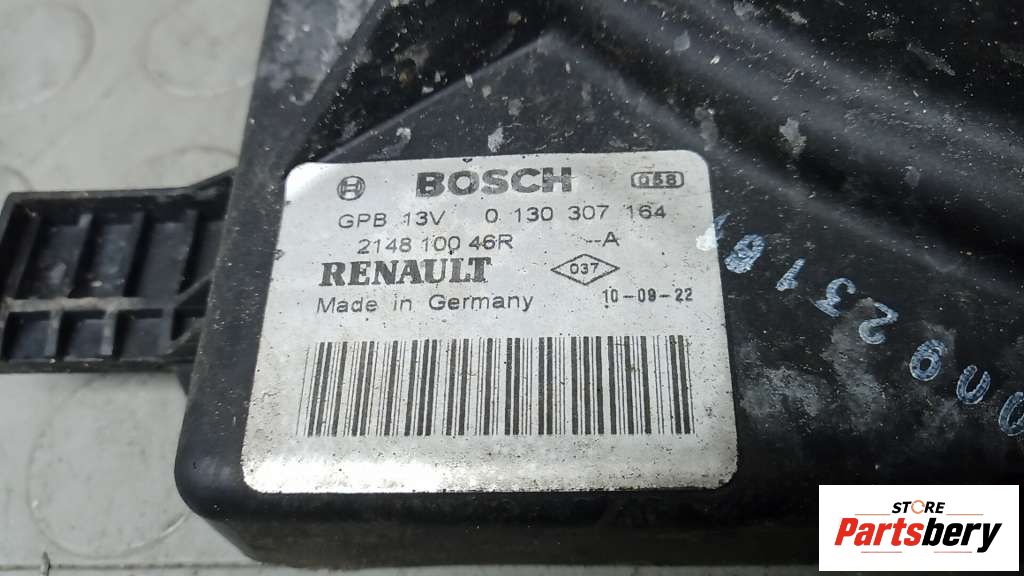 BOSCH 058
GPB 13V 0 130 307 164
2148 100 46R --A
RENAULT 037
Made in Germany 10-09-22
STORE
Partsbery